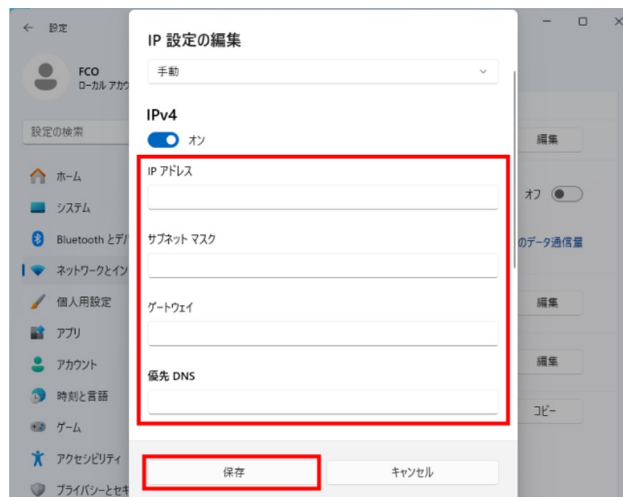 ← 設定
FCO
ローカル アカウ
設定の検索
ホーム
システム
Bluetooth とデバ
ネットワークとイン
個人用設定
アプリ
アカウント
時刻と言語
ゲーム
アクセシビリティ
プライバシーとセキ
IP 設定の編集
手動
IPv4
オン
IP アドレス
サブネット マスク
ゲートウェイ
優先 DNS
保存
キャンセル
編集
オフ
のデータ通信量
編集
編集
コピー